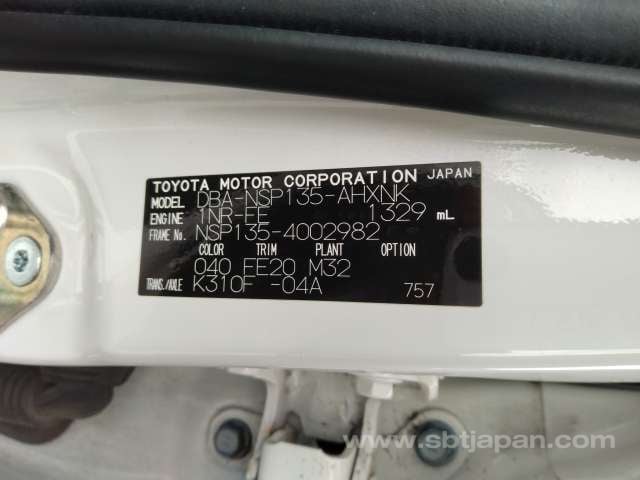 TOYOTA MOTOR CORPORATION JAPAN
MODEL DBA-NSP135-AHXNK
ENGINE 1NR-FE 1329 mL
FRAME No. NSP135-4002982
COLOR TRIM PLANT OPTION
040 FE20 M32
TRANS./AXLE K310F -04A 757
www.sbtjapan.com